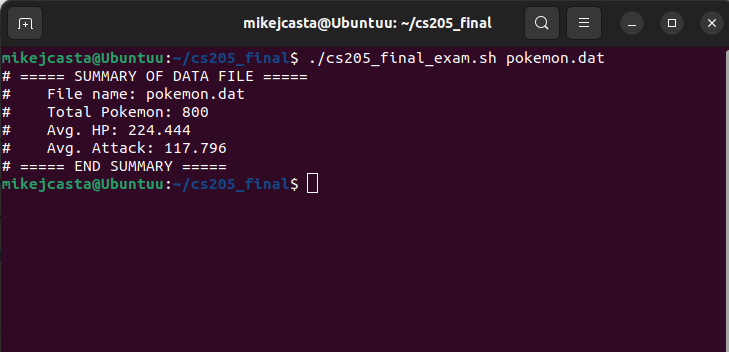 mikejcasta@Ubuntuu: ~/cs205_final
mikejcasta@Ubuntuu:~/cs205_final$ ./cs205_final_exam.sh pokemon.dat
# ===== SUMMARY OF DATA FILE =====
#    File name: pokemon.dat
#    Total Pokemon: 800
#    Avg. HP: 224.444
#    Avg. Attack: 117.796
# ===== END SUMMARY =====
mikejcasta@Ubuntuu:~/cs205_final$